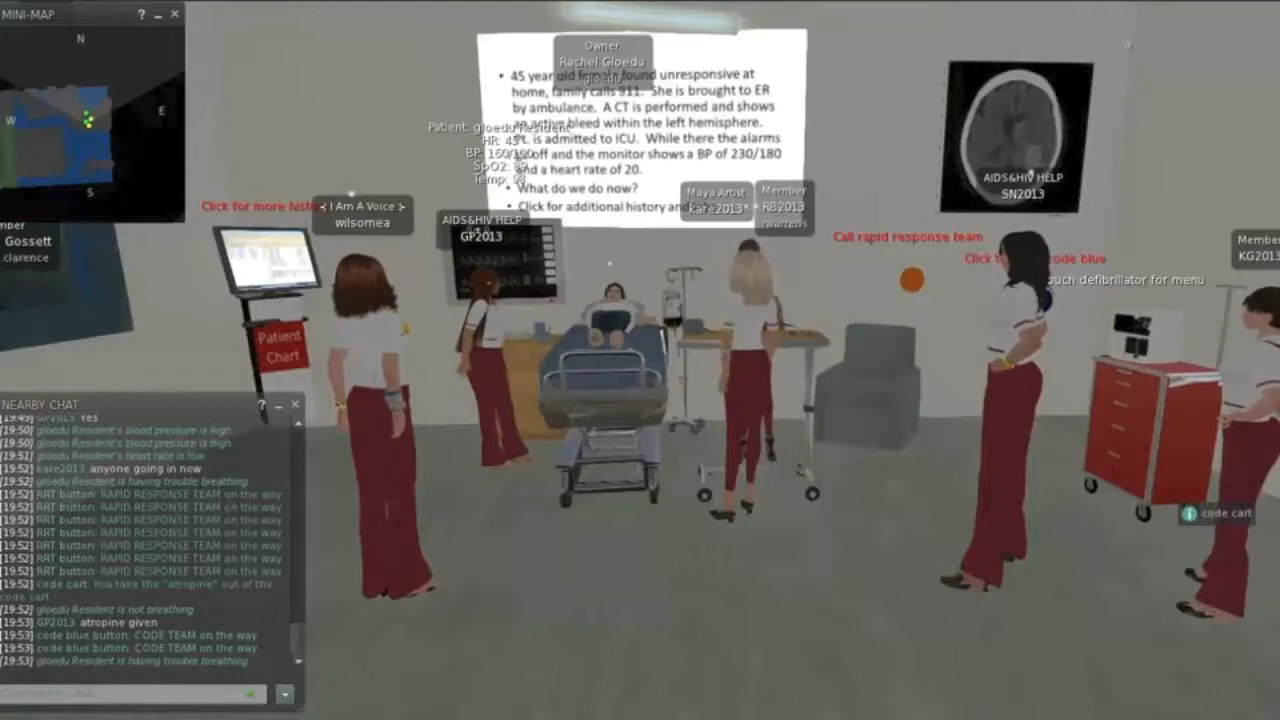 MINI-MAP
?
N
W
E
S
Owner
Rachel Gloedu
gloedu
• 45 year old female found unresponsive at
home, family calls 911. She is brought to ER
by ambulance. A CT is performed and shows
an active bleed within the left hemisphere.
Pt. is admitted to ICU. While there the alarms
go off and the monitor shows a BP of 230/180
and a heart rate of 20.
• What do we do now?
• Click for additional history and
Patient: gloedu Resident
HR: 45
BP: 160/100
SpO2: 89
Temp: 98
AIDS&HIV HELP
SN2013
Click for more history
I Am A Voice
wilsomea
AIDS&HIV HELP
GP2013
Maya Artist
kare2013
Member
RB2013
rwarrens
Call rapid response team
code blue
touch defibrillator for menu
Member
KG2013
Gossett
.clarence
Patient
Chart
code cart
NEARBY CHAT
?
[19:49] GP2013 Yes
[19:50] gloedu Resident's blood pressure is high
[19:50] gloedu Resident's blood pressure is high
[19:51] gloedu Resident's heart rate is low
[19:52] kare2013 anyone going in now
[19:52] gloedu Resident is having trouble breathing
[19:52] RRT button: RAPID RESPONSE TEAM on the way
[19:52] RRT button: RAPID RESPONSE TEAM on the way
[19:52] RRT button: RAPID RESPONSE TEAM on the way
[19:52] RRT button: RAPID RESPONSE TEAM on the way
[19:52] RRT button: RAPID RESPONSE TEAM on the way
[19:52] RRT button: RAPID RESPONSE TEAM on the way
[19:52] RRT button: RAPID RESPONSE TEAM on the way
[19:52] code cart: You take the "atropine" out of the
code cart.
[19:52] gloedu Resident is not breathing
[19:53] GP2013 atropine given
[19:53] code blue button: CODE TEAM on the way
[19:53] code blue button: CODE TEAM on the way
[19:53] gloedu Resident is having trouble breathing